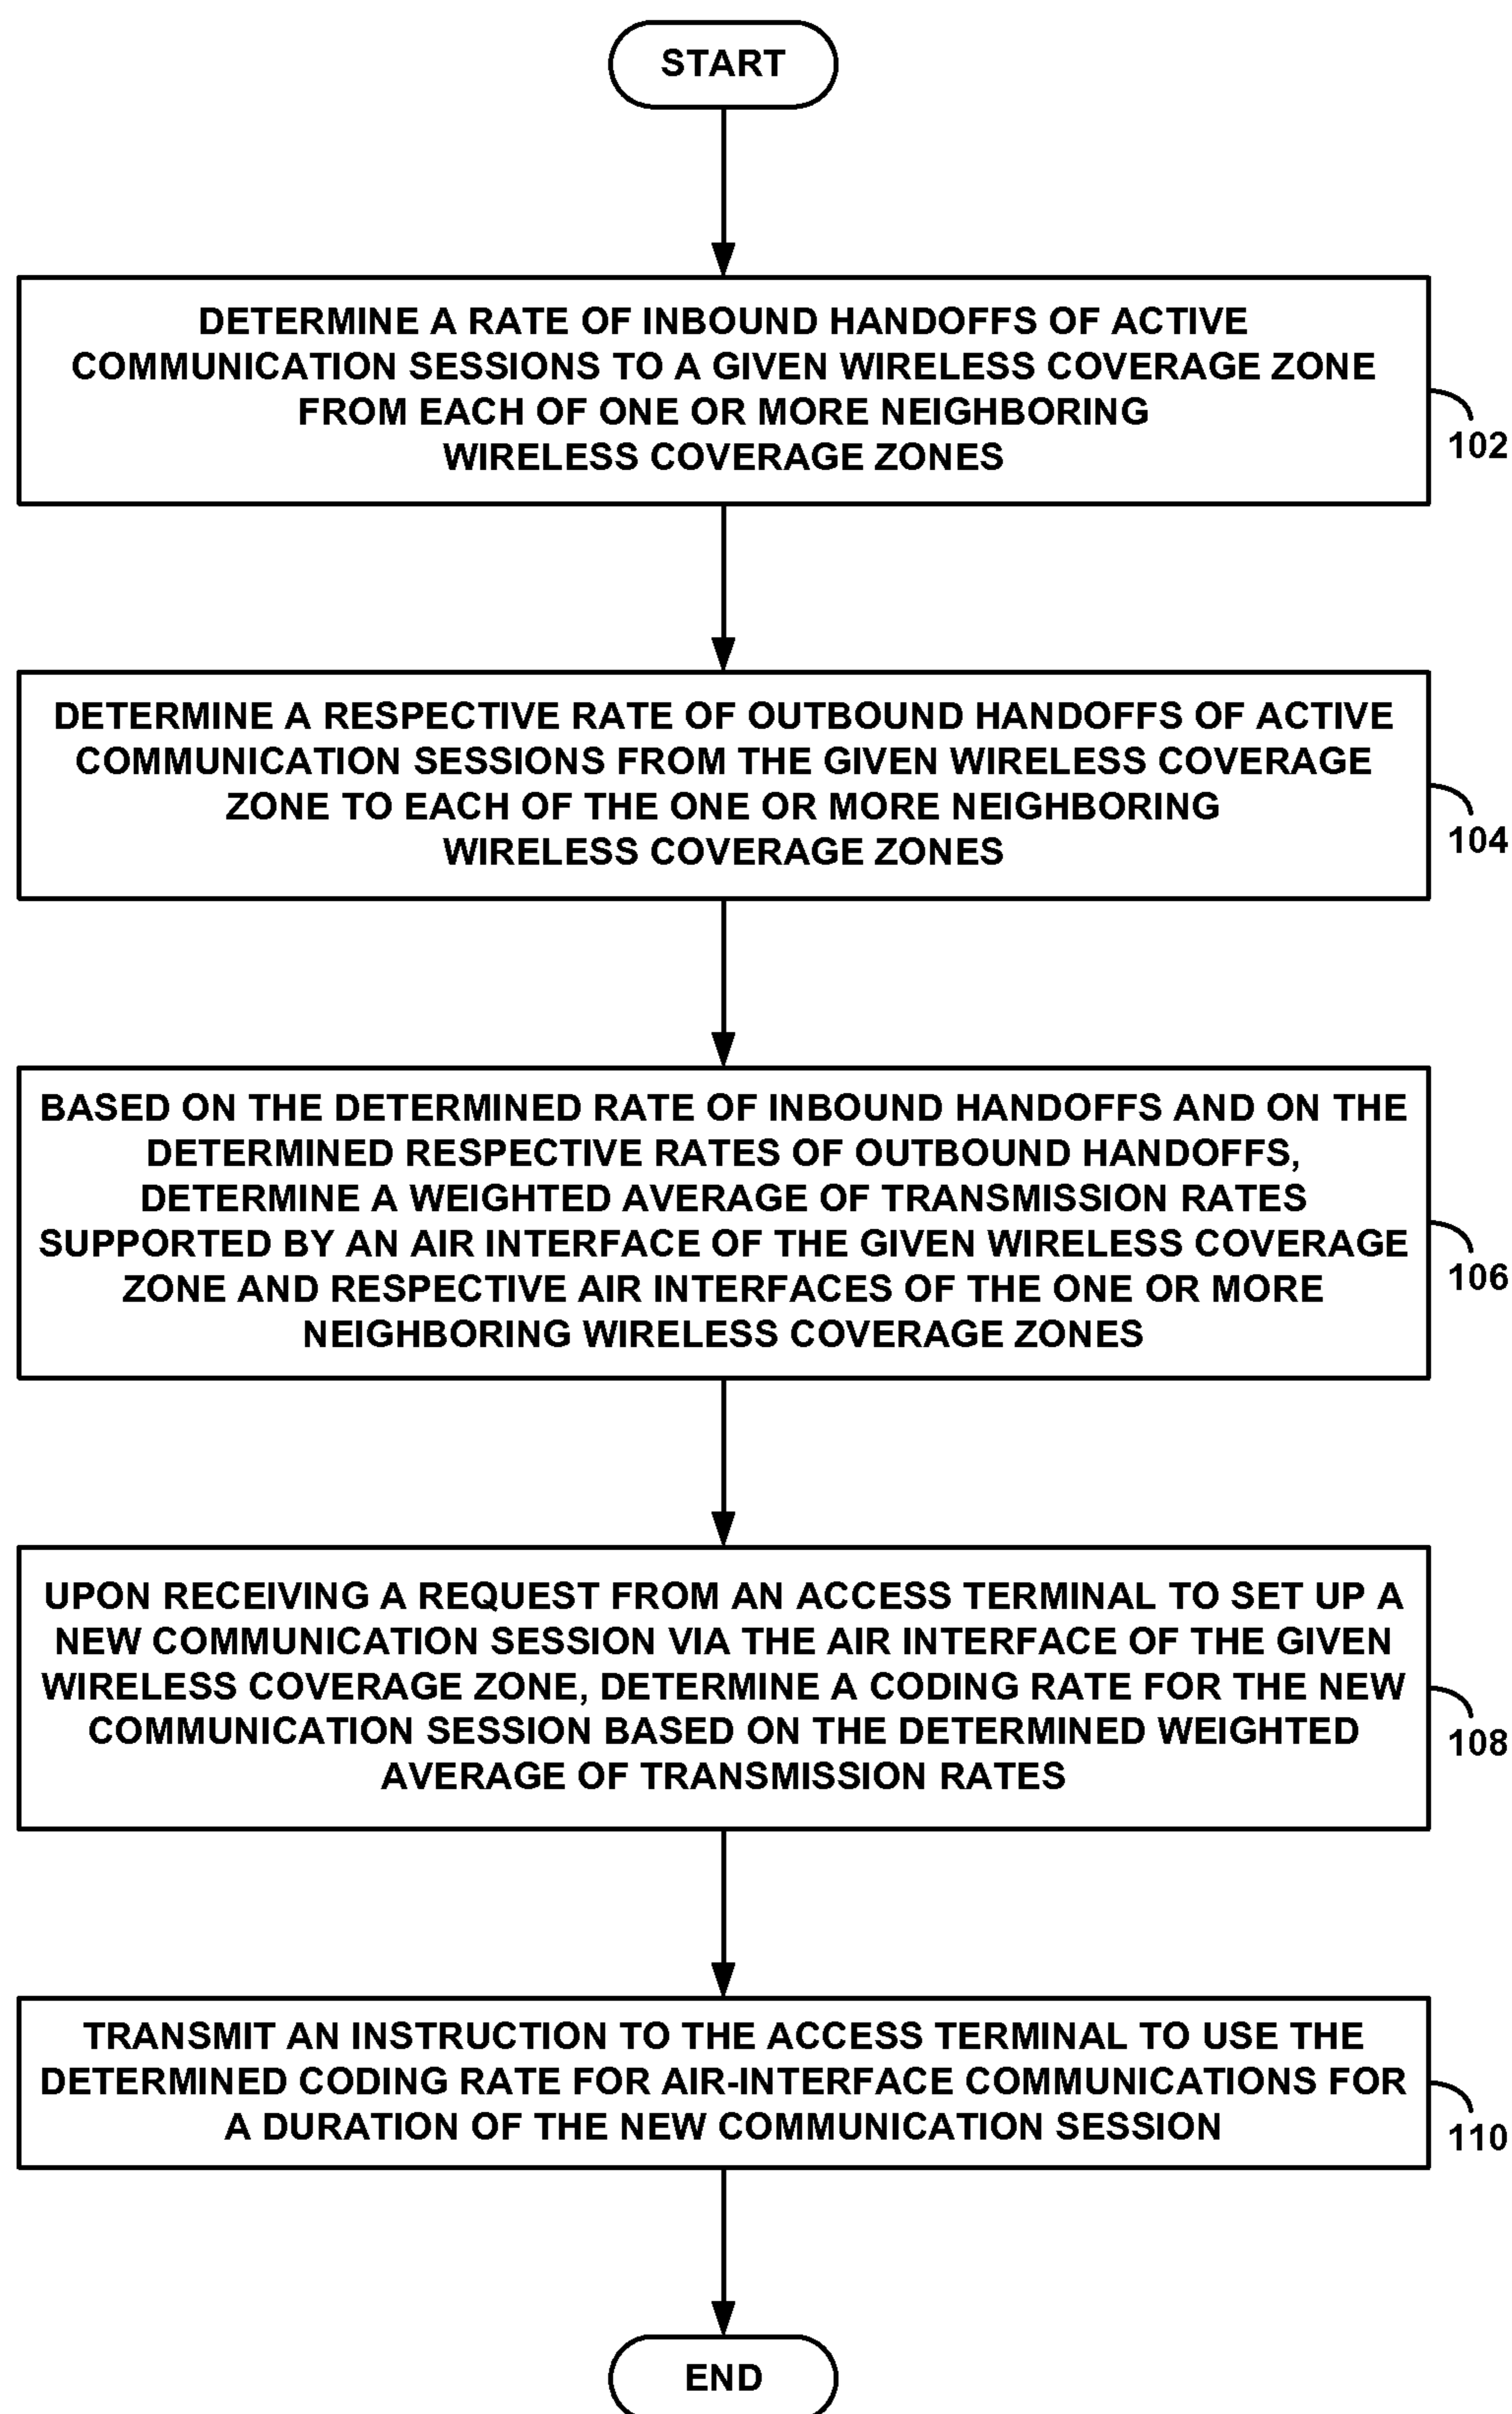 START
DETERMINE A RATE OF INBOUND HANDOFFS OF ACTIVE
COMMUNICATION SESSIONS TO A GIVEN WIRELESS COVERAGE ZONE
FROM EACH OF ONE OR MORE NEIGHBORING
WIRELESS COVERAGE ZONES
102
DETERMINE A RESPECTIVE RATE OF OUTBOUND HANDOFFS OF ACTIVE
COMMUNICATION SESSIONS FROM THE GIVEN WIRELESS COVERAGE
ZONE TO EACH OF THE ONE OR MORE NEIGHBORING
WIRELESS COVERAGE ZONES
104
BASED ON THE DETERMINED RATE OF INBOUND HANDOFFS AND ON THE
DETERMINED RESPECTIVE RATES OF OUTBOUND HANDOFFS,
DETERMINE A WEIGHTED AVERAGE OF TRANSMISSION RATES
SUPPORTED BY AN AIR INTERFACE OF THE GIVEN WIRELESS COVERAGE
ZONE AND RESPECTIVE AIR INTERFACES OF THE ONE OR MORE
NEIGHBORING WIRELESS COVERAGE ZONES
106
UPON RECEIVING A REQUEST FROM AN ACCESS TERMINAL TO SET UP A
NEW COMMUNICATION SESSION VIA THE AIR INTERFACE OF THE GIVEN
WIRELESS COVERAGE ZONE, DETERMINE A CODING RATE FOR THE NEW
COMMUNICATION SESSION BASED ON THE DETERMINED WEIGHTED
AVERAGE OF TRANSMISSION RATES
108
TRANSMIT AN INSTRUCTION TO THE ACCESS TERMINAL TO USE THE
DETERMINED CODING RATE FOR AIR-INTERFACE COMMUNICATIONS FOR
A DURATION OF THE NEW COMMUNICATION SESSION
110
END